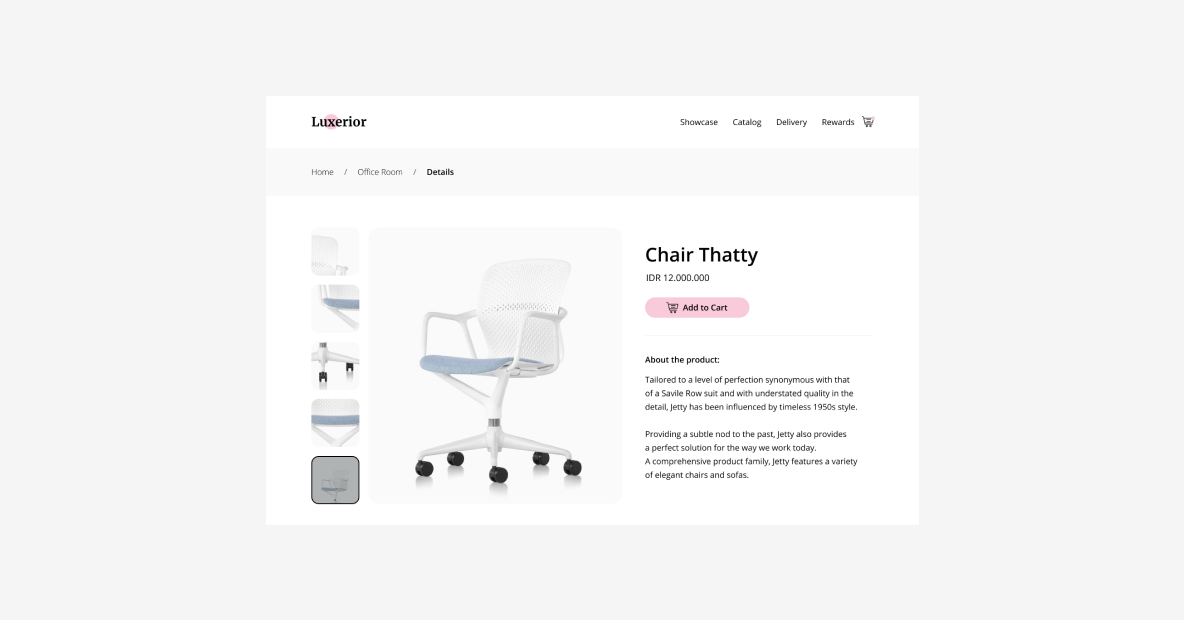 Luxerior
Showcase Catalog Delivery Rewards
Home / Office Room / Details
Chair Thatty
IDR 12.000.000
Add to Cart
About the product:
Tailored to a level of perfection synonymous with that
of a Savile Row suit and with understated quality in the
detail, Jetty has been influenced by timeless 1950s style.
Providing a subtle nod to the past, Jetty also provides
a perfect solution for the way we work today.
A comprehensive product family, Jetty features a variety
of elegant chairs and sofas.